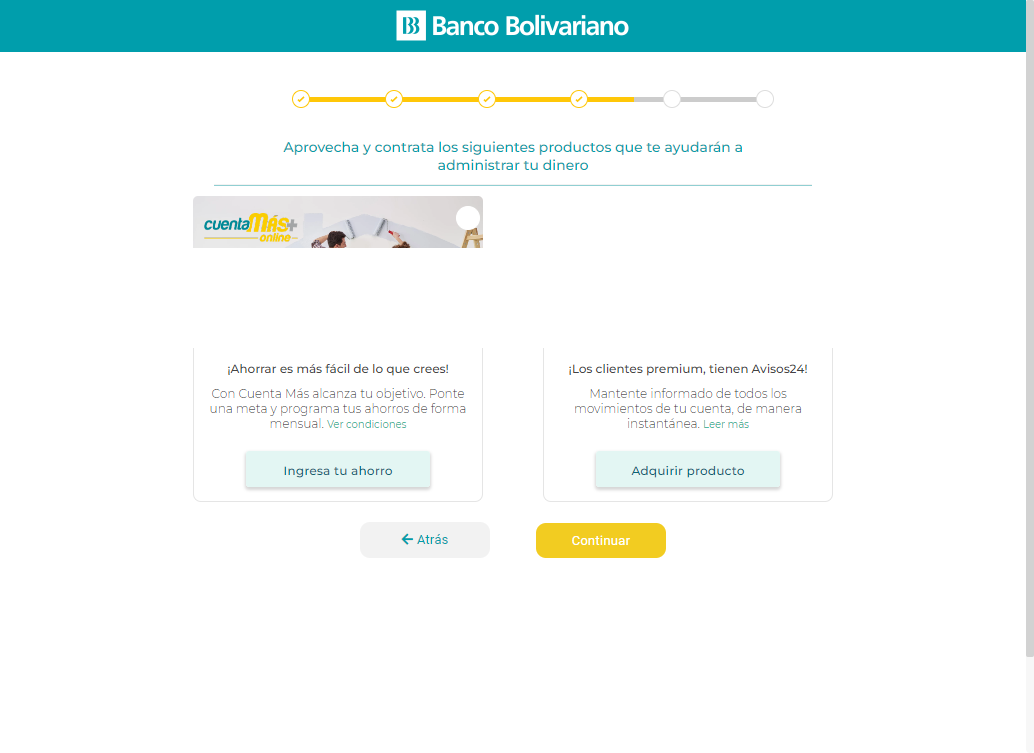 Banco Bolivariano
Aprovecha y contrata los siguientes productos que te ayudarán a
administrar tu dinero
cuentaMÁS+
online
¡Ahorrar es más fácil de lo que crees!
Con Cuenta Más alcanza tu objetivo. Ponte
una meta y programa tus ahorros de forma
mensual. Ver condiciones
Ingresa tu ahorro
¡Los clientes premium, tienen Avisos24!
Mantente informado de todos los
movimientos de tu cuenta, de manera
instantánea. Leer más
Adquirir producto
Atrás
Continuar